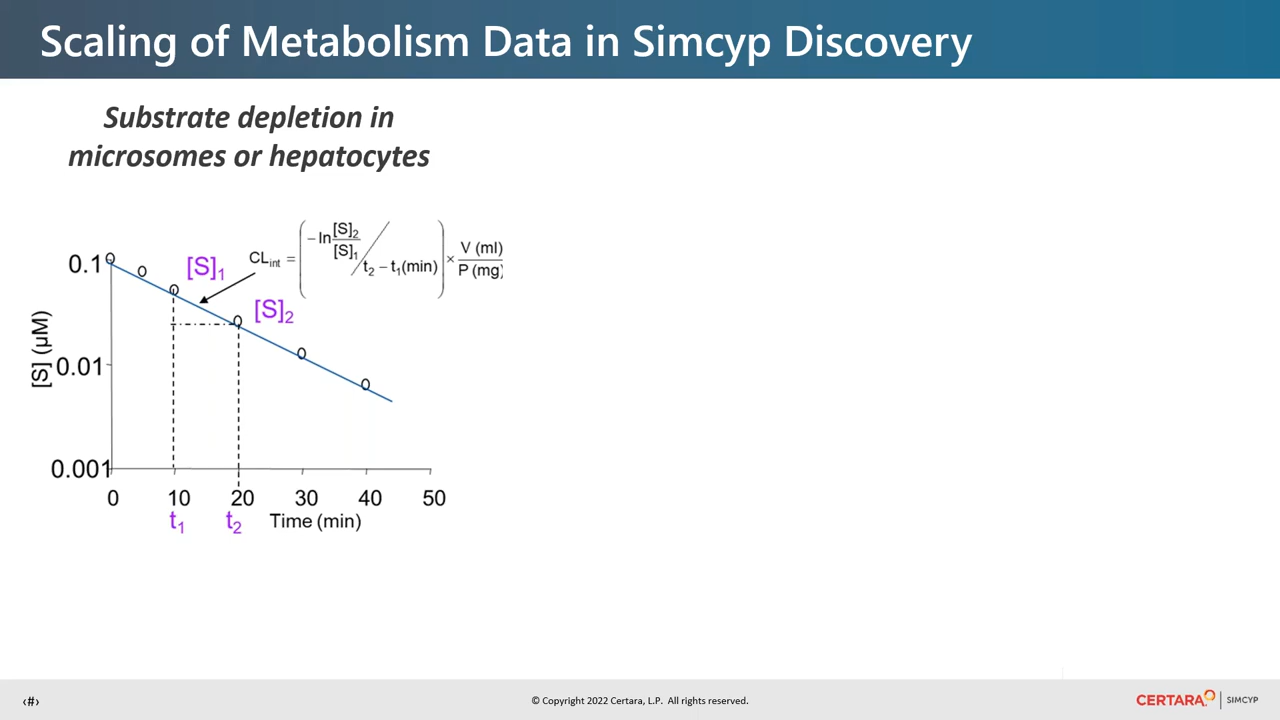 Scaling of Metabolism Data in Simcyp Discovery
Substrate depletion in
microsomes or hepatocytes
CLint = ( −ln [S]2 / [S]1 / t2 − t1(min) ) × V (ml) / P (mg)
0.1
[S]1
[S]2
[S] (µM)
0.01
0.001
0 10 20 30 40 50
t1 t2 Time (min)
‹#›
© Copyright 2022 Certara, L.P. All rights reserved.
CERTARA | SIMCYP